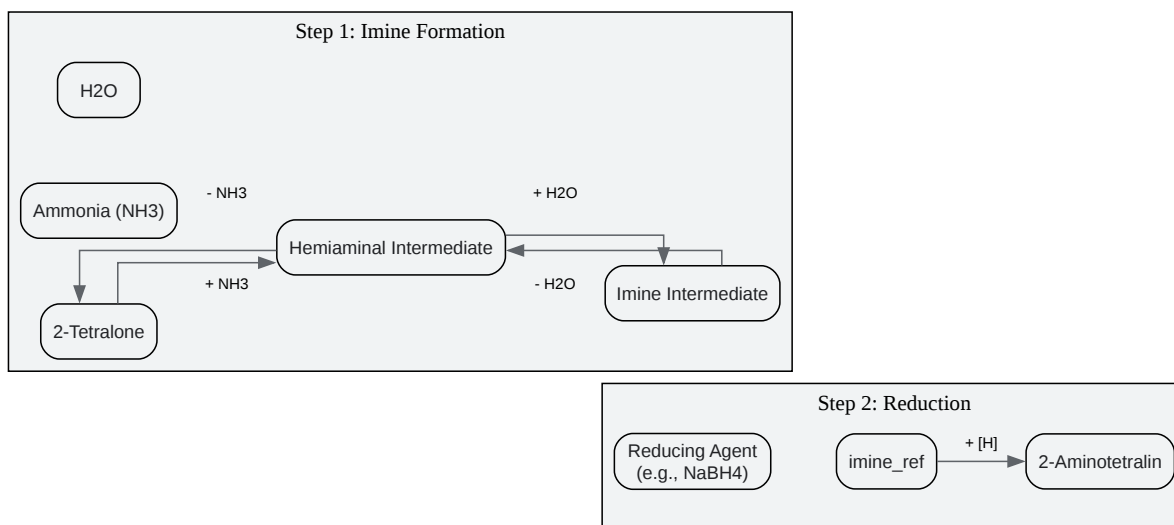 Step 1: Imine Formation
H2O
Ammonia (NH3)
- NH3
+ H2O
Hemiaminal Intermediate
+ NH3
- H2O
Imine Intermediate
2-Tetralone
Step 2: Reduction
Reducing Agent
(e.g., NaBH4)
imine_ref
+ [H]
2-Aminotetralin